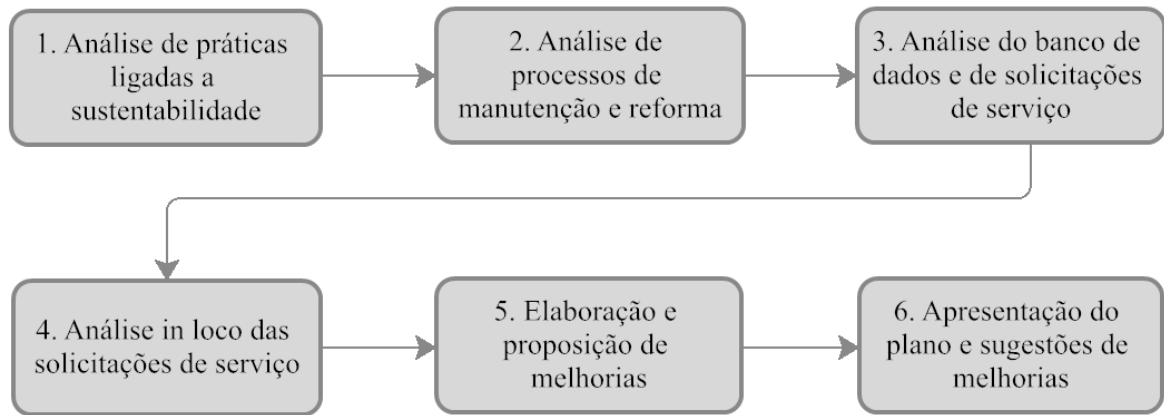 1. Análise de práticas
ligadas a
sustentabilidade
2. Análise de
processos de
manutenção e reforma
3. Análise do banco de
dados e de solicitações
de serviço
4. Análise in loco das
solicitações de serviço
5. Elaboração e
proposição de
melhorias
6. Apresentação do
plano e sugestões de
melhorias